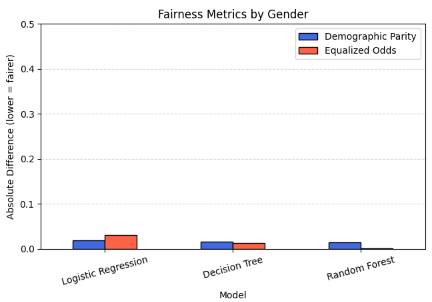 Fairness Metrics by Gender
Demographic Parity
Equalized Odds
Absolute Difference (lower = fairer)
0.5
0.4
0.3
0.2
0.1
0.0
Logistic Regression
Decision Tree
Random Forest
Model